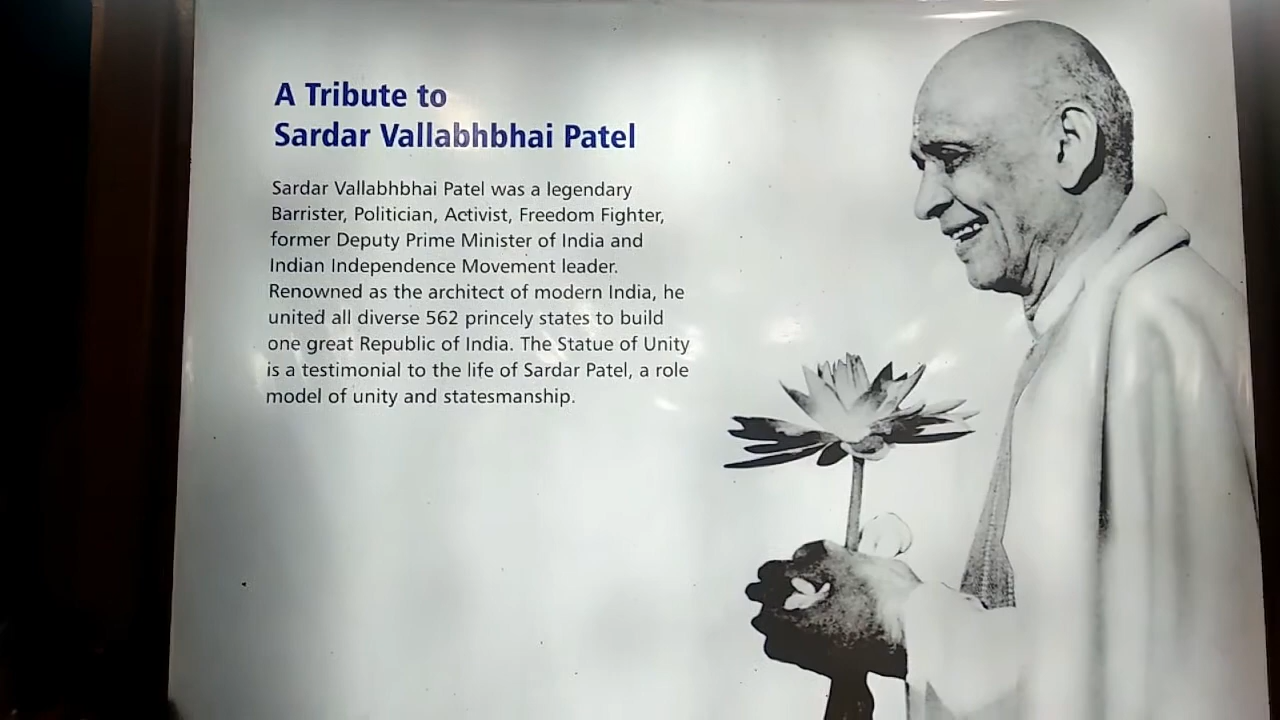 A Tribute to
Sardar Vallabhbhai Patel
Sardar Vallabhbhai Patel was a legendary
Barrister, Politician, Activist, Freedom Fighter,
former Deputy Prime Minister of India and
Indian Independence Movement leader.
Renowned as the architect of modern India, he
united all diverse 562 princely states to build
one great Republic of India. The Statue of Unity
is a testimonial to the life of Sardar Patel, a role
model of unity and statesmanship.